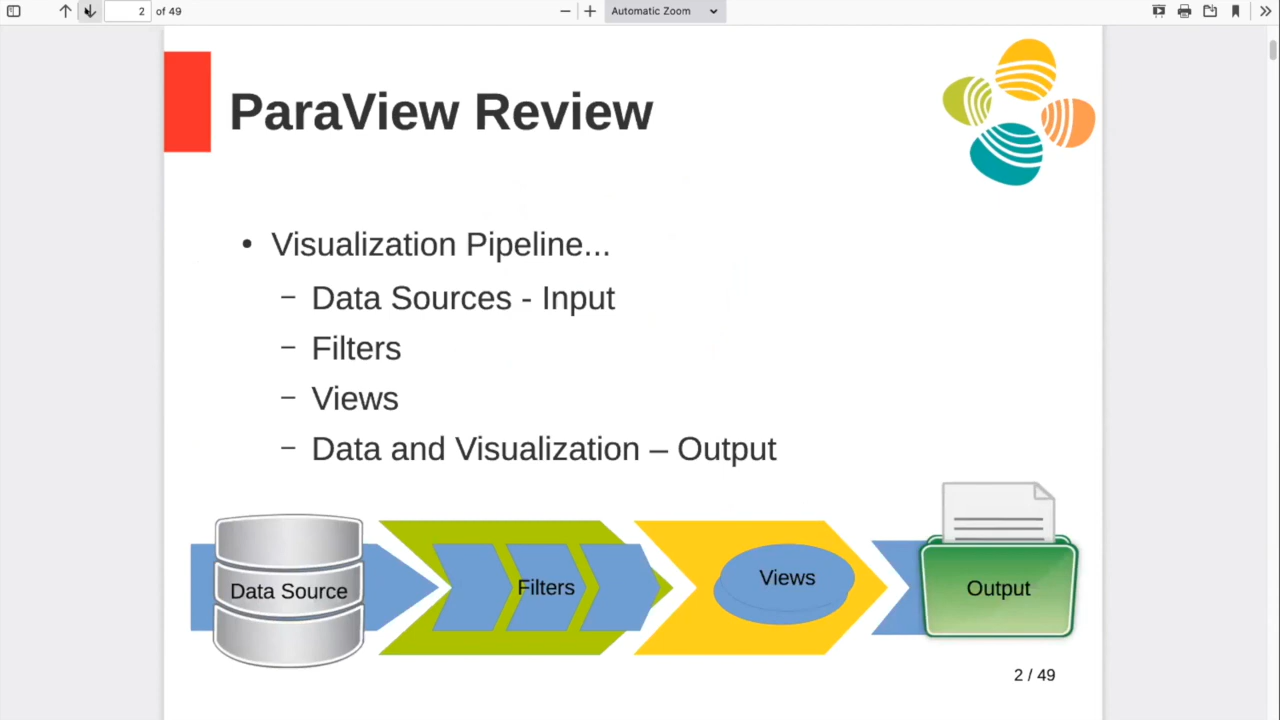 2 of 49
Automatic Zoom
ParaView Review
• Visualization Pipeline...
– Data Sources - Input
– Filters
– Views
– Data and Visualization – Output
Data Source
Filters
Views
Output
2 / 49